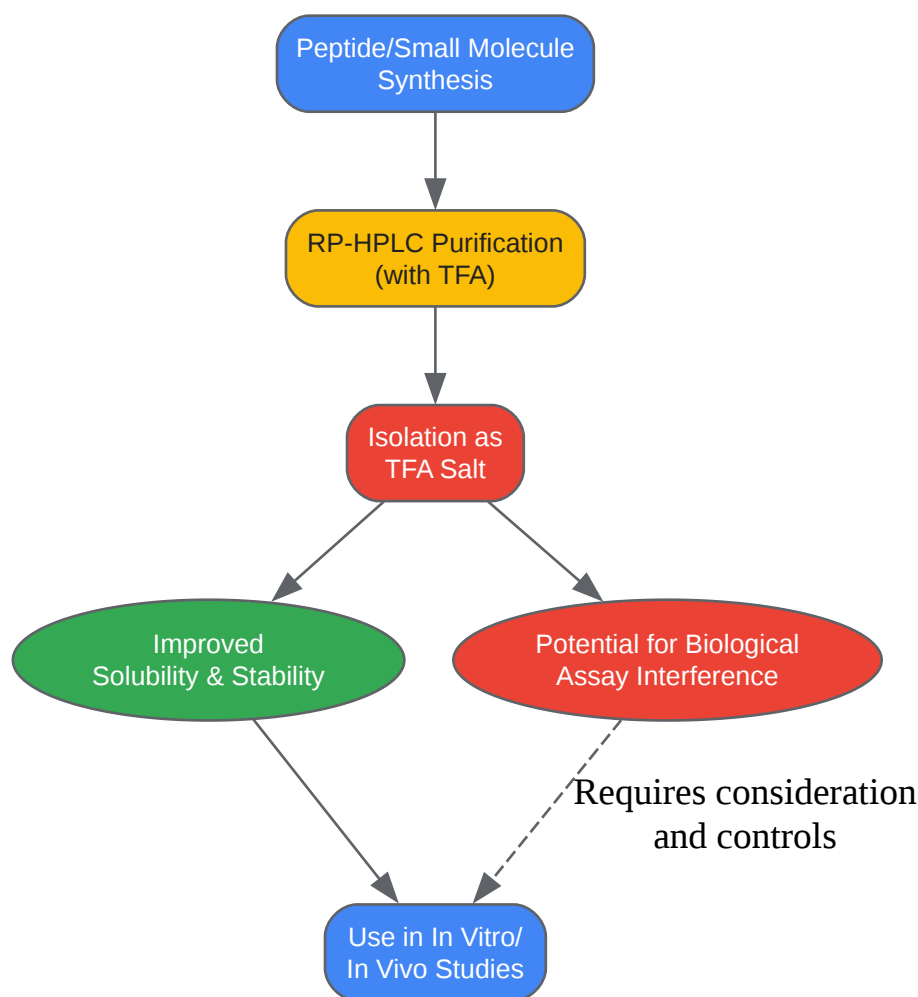 Peptide/Small Molecule
Synthesis
RP-HPLC Purification
(with TFA)
Isolation as
TFA Salt
Improved
Solubility & Stability
Potential for Biological
Assay Interference
Requires consideration
and controls
Use in In Vitro/
In Vivo Studies